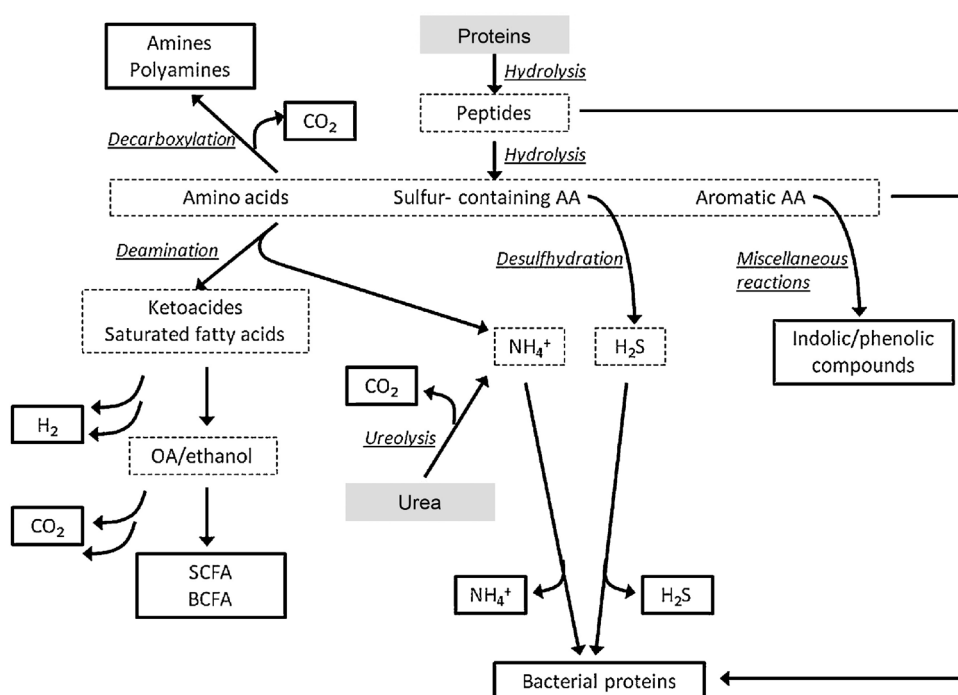 Proteins
Amines
Polyamines
Hydrolysis
CO₂
Peptides
Decarboxylation
Hydrolysis
Amino acids
Sulfur- containing AA
Aromatic AA
Deamination
Desulfhydration
Miscellaneous
reactions
Ketoacides
Saturated fatty acids
NH₄⁺
H₂S
Indolic/phenolic
compounds
CO₂
H₂
Ureolysis
OA/ethanol
Urea
CO₂
SCFA
BCFA
NH₄⁺
H₂S
Bacterial proteins